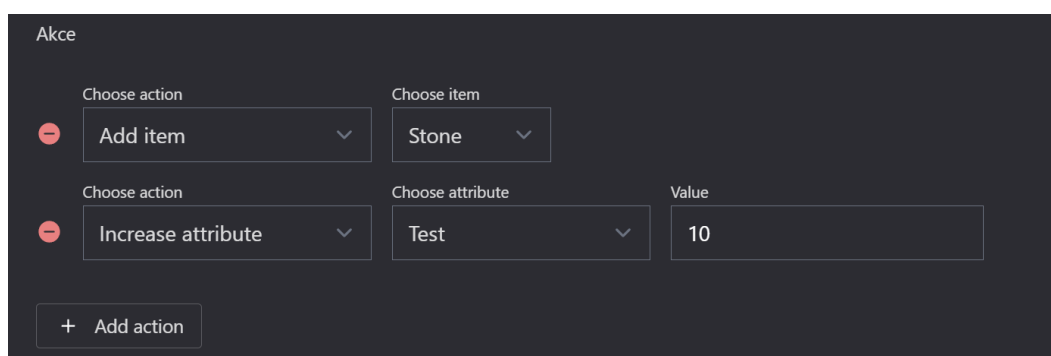 Akce
Choose action Choose item
Add item Stone
Choose action Choose attribute Value
Increase attribute Test 10
+ Add action